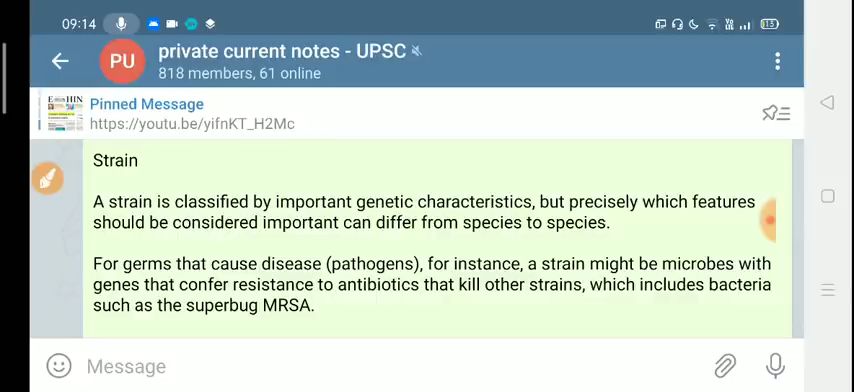 09:14
PU
private current notes - UPSC
818 members, 61 online
Pinned Message
https://youtu.be/yifnKT_H2Mc
Strain
A strain is classified by important genetic characteristics, but precisely which features
should be considered important can differ from species to species.
For germs that cause disease (pathogens), for instance, a strain might be microbes with
genes that confer resistance to antibiotics that kill other strains, which includes bacteria
such as the superbug MRSA.
Message